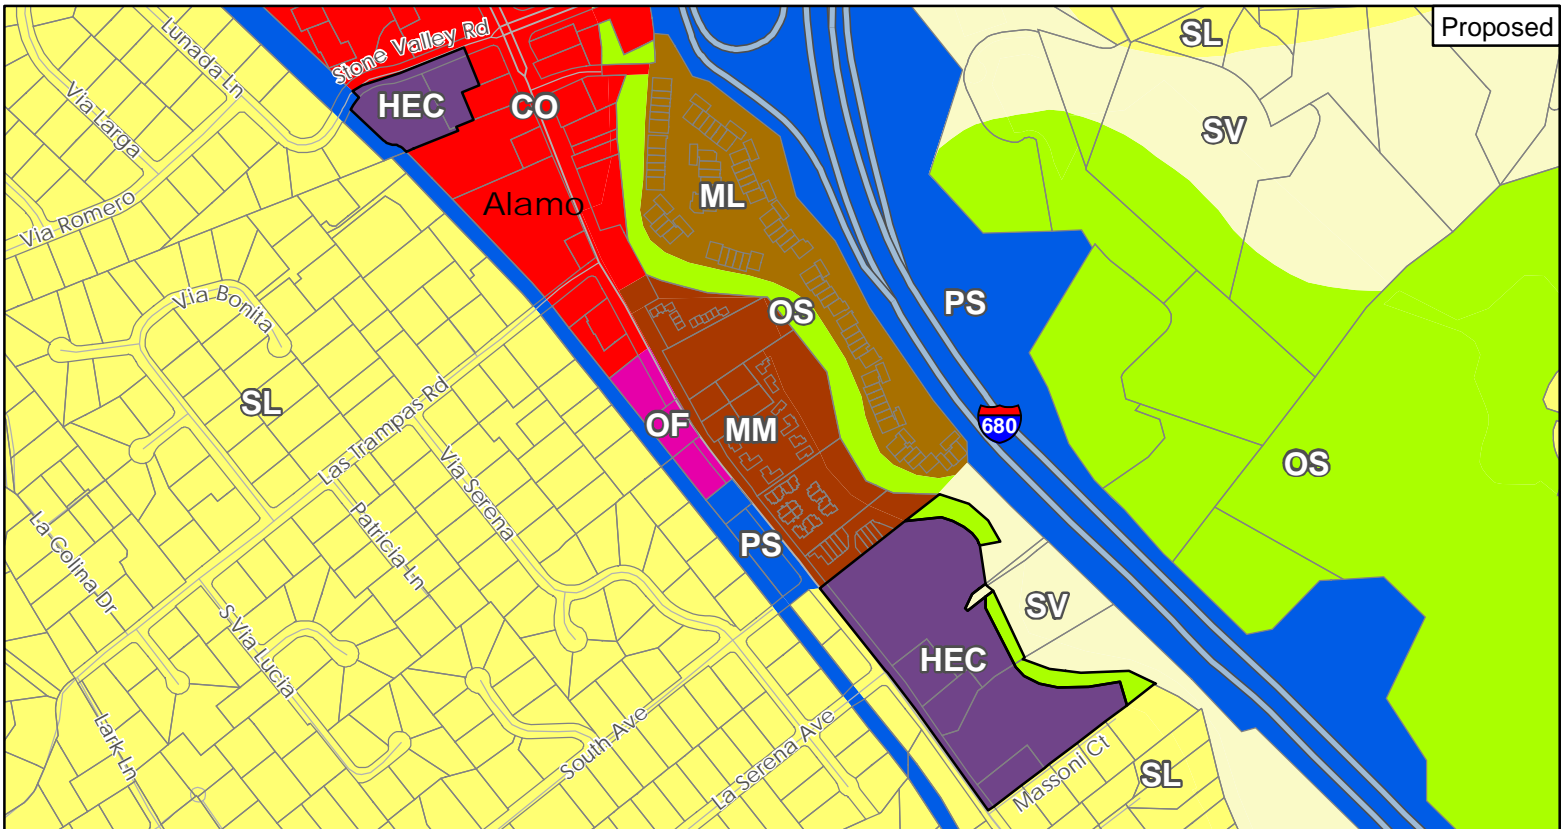 Proposed
SL
Stone Valley Rd
Lunada Ln
HEC
CO
Via Larga
SV
ML
Alamo
Via Romero
Via Bonita
OS
PS
SL
Las Trampas Rd
680
OF
MM
OS
Via Serena
La Colina Dr
Patricia Ln
PS
SV
S Via Lucia
HEC
Lark Ln
South Ave
La Serena Ave
Massoni Ct
SL